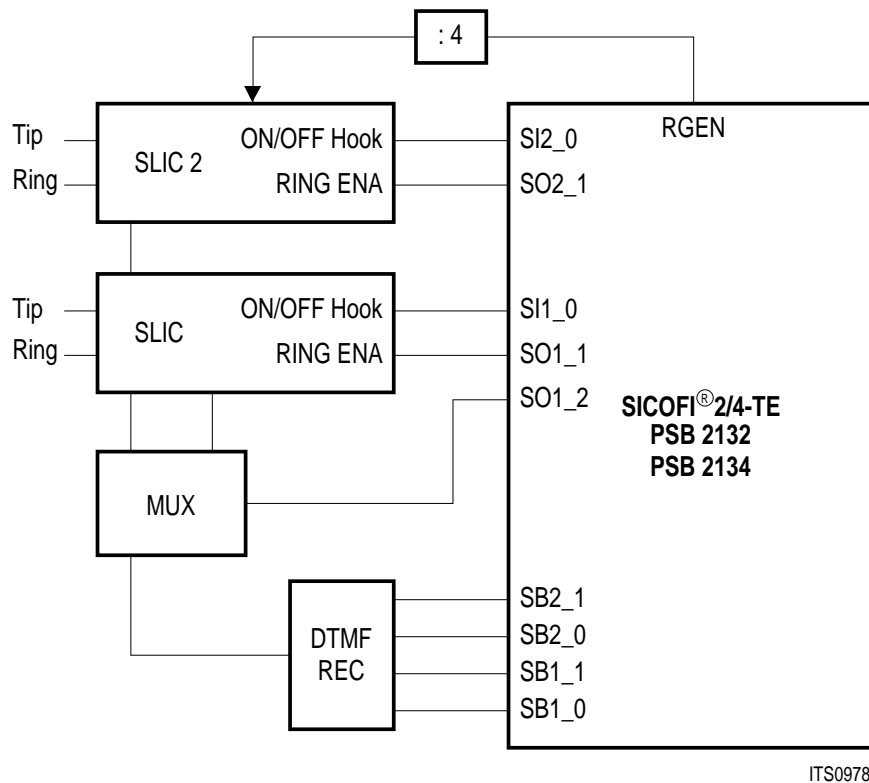 : 4
RGEN
Tip
Ring
SLIC 2
ON/OFF Hook
RING ENA
SI2_0
SO2_1
Tip
Ring
SLIC
ON/OFF Hook
RING ENA
SI1_0
SO1_1
SO1_2
SICOFI®2/4-TE
PSB 2132
PSB 2134
MUX
DTMF
REC
SB2_1
SB2_0
SB1_1
SB1_0
ITS0978